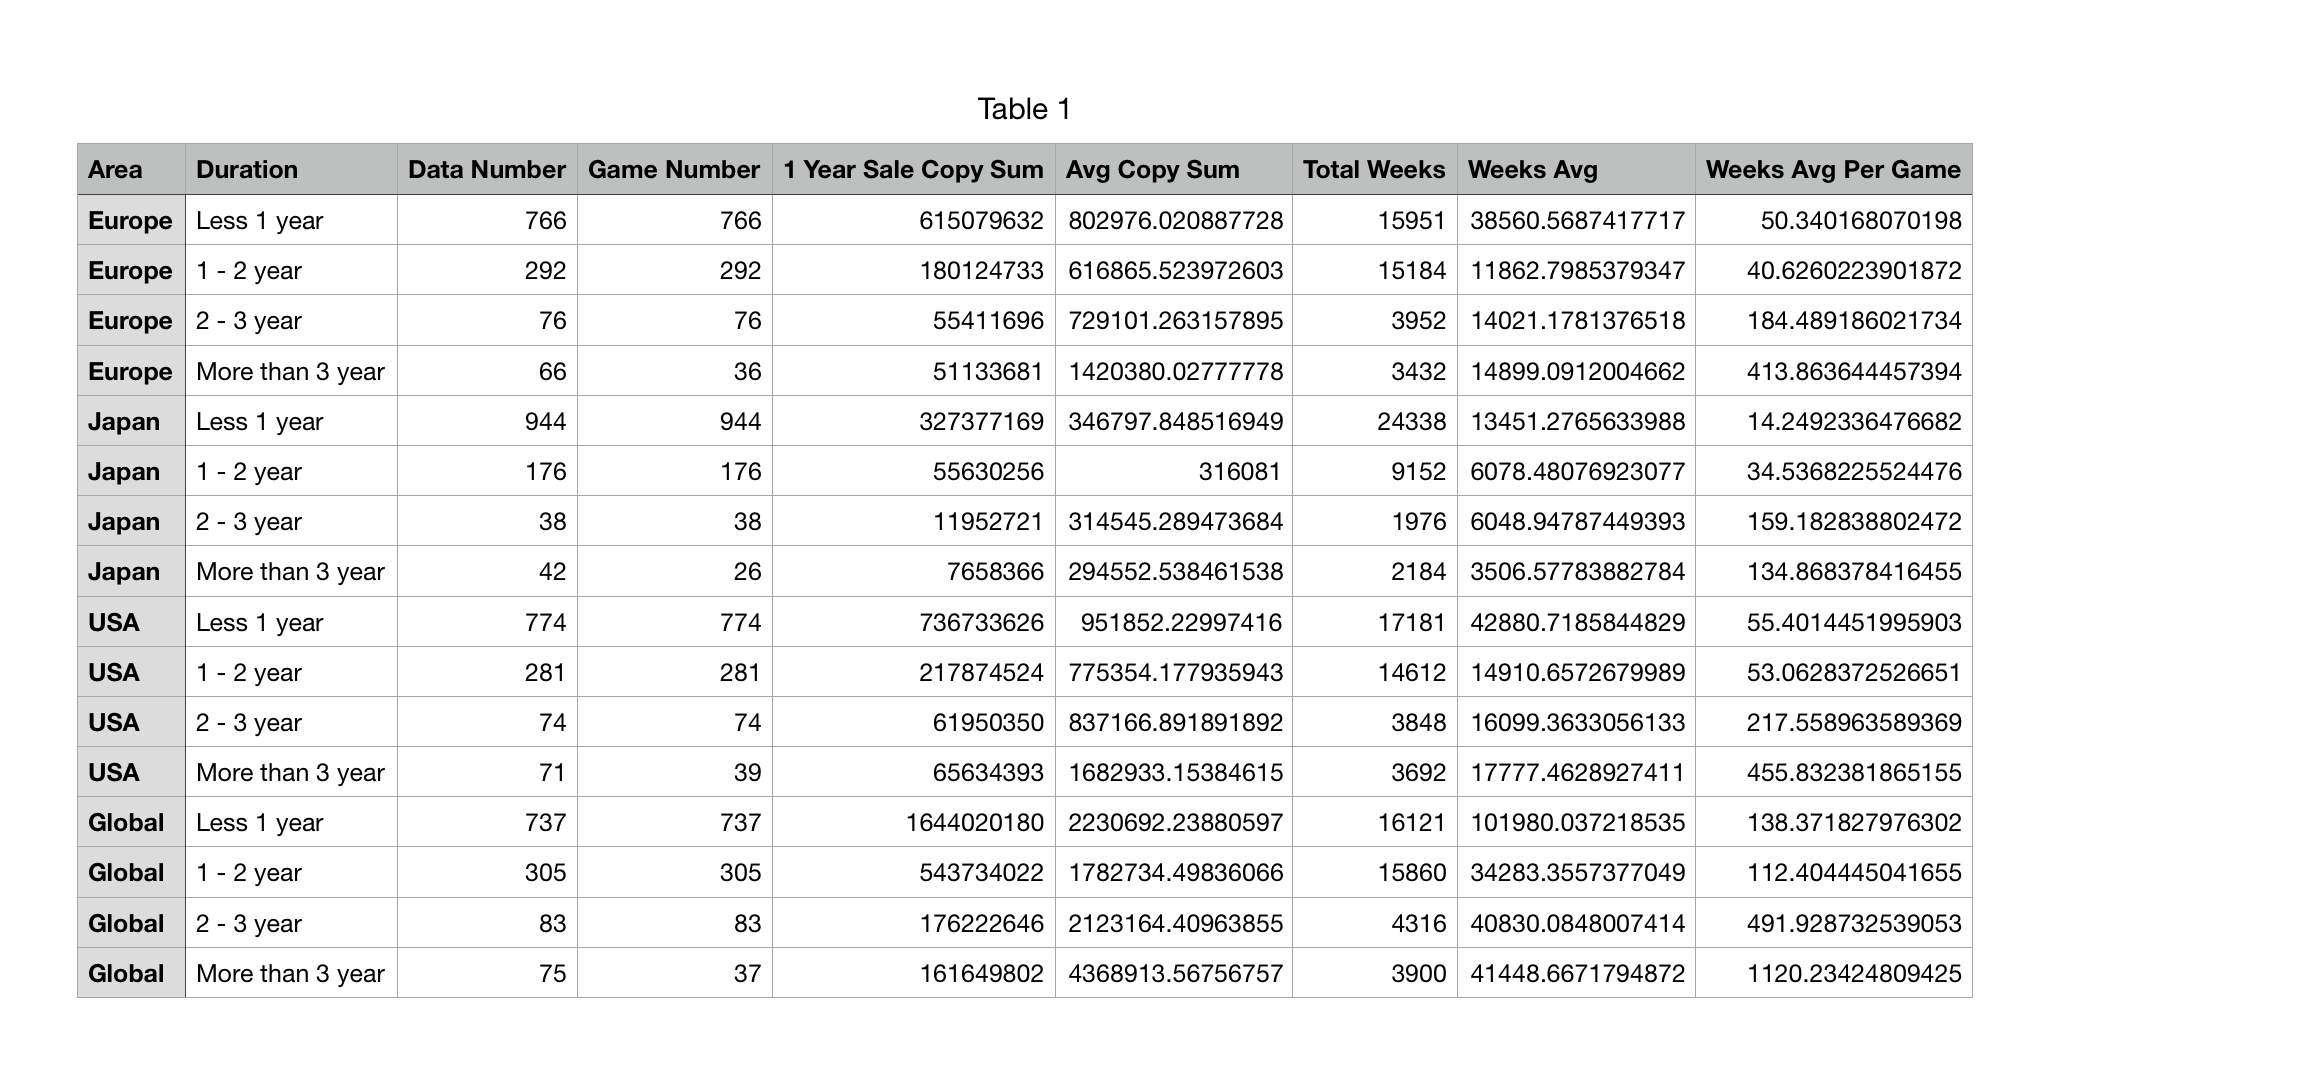 Table 1
Area Duration Data Number Game Number 1 Year Sale Copy Sum Avg Copy Sum Total Weeks Weeks Avg Weeks Avg Per Game
Europe Less 1 year 766 766 615079632 802976.020887728 15951 38560.5687417717 50.340168070198
Europe 1 - 2 year 292 292 180124733 616865.523972603 15184 11862.7985379347 40.6260223901872
Europe 2 - 3 year 76 76 55411696 729101.263157895 3952 14021.1781376518 184.489186021734
Europe More than 3 year 66 36 51133681 1420380.02777778 3432 14899.0912004662 413.863644457394
Japan Less 1 year 944 944 327377169 346797.848516949 24338 13451.2765633988 14.2492336476682
Japan 1 - 2 year 176 176 55630256 316081 9152 6078.48076923077 34.5368225524476
Japan 2 - 3 year 38 38 11952721 314545.289473684 1976 6048.94787449393 159.182838802472
Japan More than 3 year 42 26 7658366 294552.538461538 2184 3506.57783882784 134.868378416455
USA Less 1 year 774 774 736733626 951852.22997416 17181 42880.7185844829 55.4014451995903
USA 1 - 2 year 281 281 217874524 775354.177935943 14612 14910.6572679989 53.0628372526651
USA 2 - 3 year 74 74 61950350 837166.891891892 3848 16099.3633056133 217.558963589369
USA More than 3 year 71 39 65634393 1682933.15384615 3692 17777.4628927411 455.832381865155
Global Less 1 year 737 737 1644020180 2230692.23880597 16121 101980.037218535 138.371827976302
Global 1 - 2 year 305 305 543734022 1782734.49836066 15860 34283.3557377049 112.404445041655
Global 2 - 3 year 83 83 176222646 2123164.40963855 4316 40830.0848007414 491.928732539053
Global More than 3 year 75 37 161649802 4368913.56756757 3900 41448.6671794872 1120.23424809425